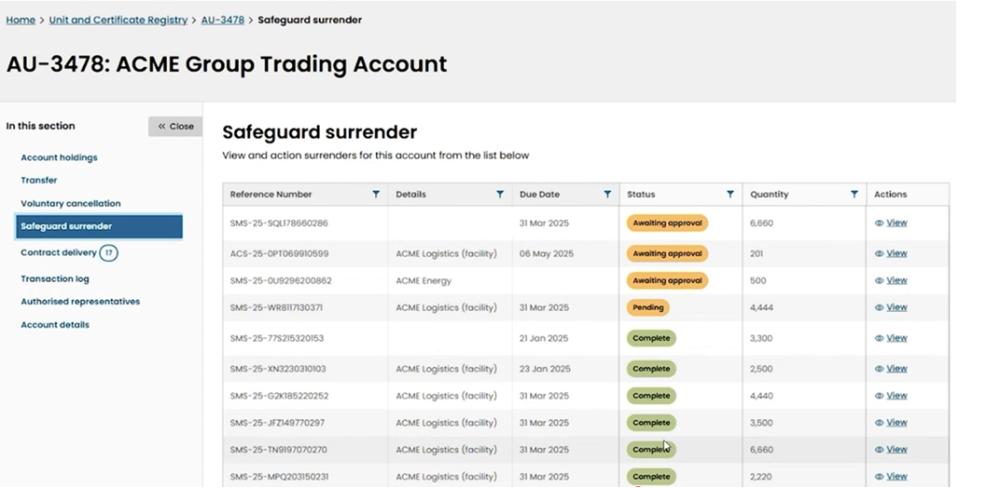 Home > Unit and Certificate Registry > AU-3478 > Safeguard surrender
AU-3478: ACME Group Trading Account
In this section
« Close
Account holdings
Transfer
Voluntary cancellation
Safeguard surrender
Contract delivery 17
Transaction log
Authorised representatives
Account details
Safeguard surrender
View and action surrenders for this account from the list below
Reference Number Details Due Date Status Quantity Actions
SMS-25-SQL178660286 31 Mar 2025 Awaiting approval 6,660 View
ACS-25-0PT069910599 ACME Logistics (facility) 06 May 2025 Awaiting approval 201 View
SMS-25-0U9296200862 ACME Energy Awaiting approval 500 View
SMS-25-WR8117130371 ACME Logistics (facility) 31 Mar 2025 Pending 4,444 View
SMS-25-77S215320153 21 Jan 2025 Complete 3,300 View
SMS-25-XN3230310103 ACME Logistics (facility) 23 Jan 2025 Complete 2,500 View
SMS-25-G2K185220252 ACME Logistics (facility) 31 Mar 2025 Complete 4,440 View
SMS-25-JFZ149770297 ACME Logistics (facility) 31 Mar 2025 Complete 3,500 View
SMS-25-TN9197070270 ACME Logistics (facility) 31 Mar 2025 Complete 6,660 View
SMS-25-MPQ203150231 ACME Logistics (facility) 31 Mar 2025 Complete 2,220 View